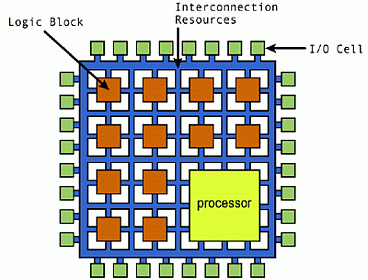 Interconnection
Resources
Logic Block
I/O Cell
processor